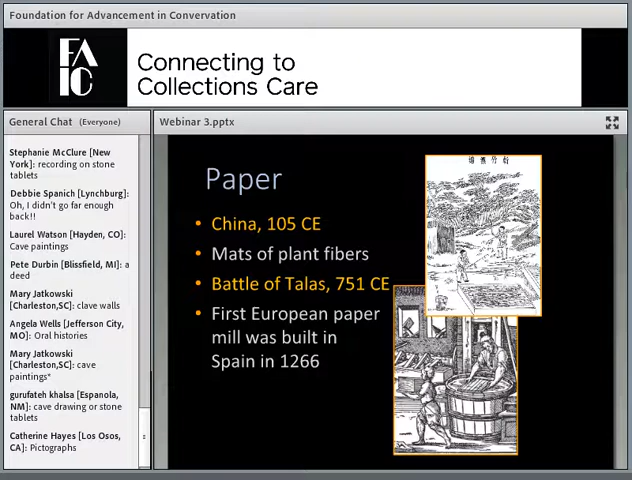 Foundation for Advancement in Convervation
FAIC
Connecting to
Collections Care
General Chat (Everyone)
Stephanie McClure [New
York]: recording on stone
tablets
Debbie Spanich [Lynchburg]:
Oh, I didn't go far enough
back!!
Laurel Watson [Hayden, CO]:
Cave paintings
Pete Durbin [Blissfield, MI]: a
deed
Mary Jatkowski
[Charleston,SC]: clave walls
Angela Wells [Jefferson City,
MO]: Oral histories
Mary Jatkowski
[Charleston,SC]: cave
paintings*
gurufateh khalsa [Espanola,
NM]: cave drawing or stone
tablets
Catherine Hayes [Los Osos,
CA]: Pictographs
Webinar 3.pptx
Paper
• China, 105 CE
• Mats of plant fibers
• Battle of Talas, 751 CE
• First European paper
mill was built in
Spain in 1266